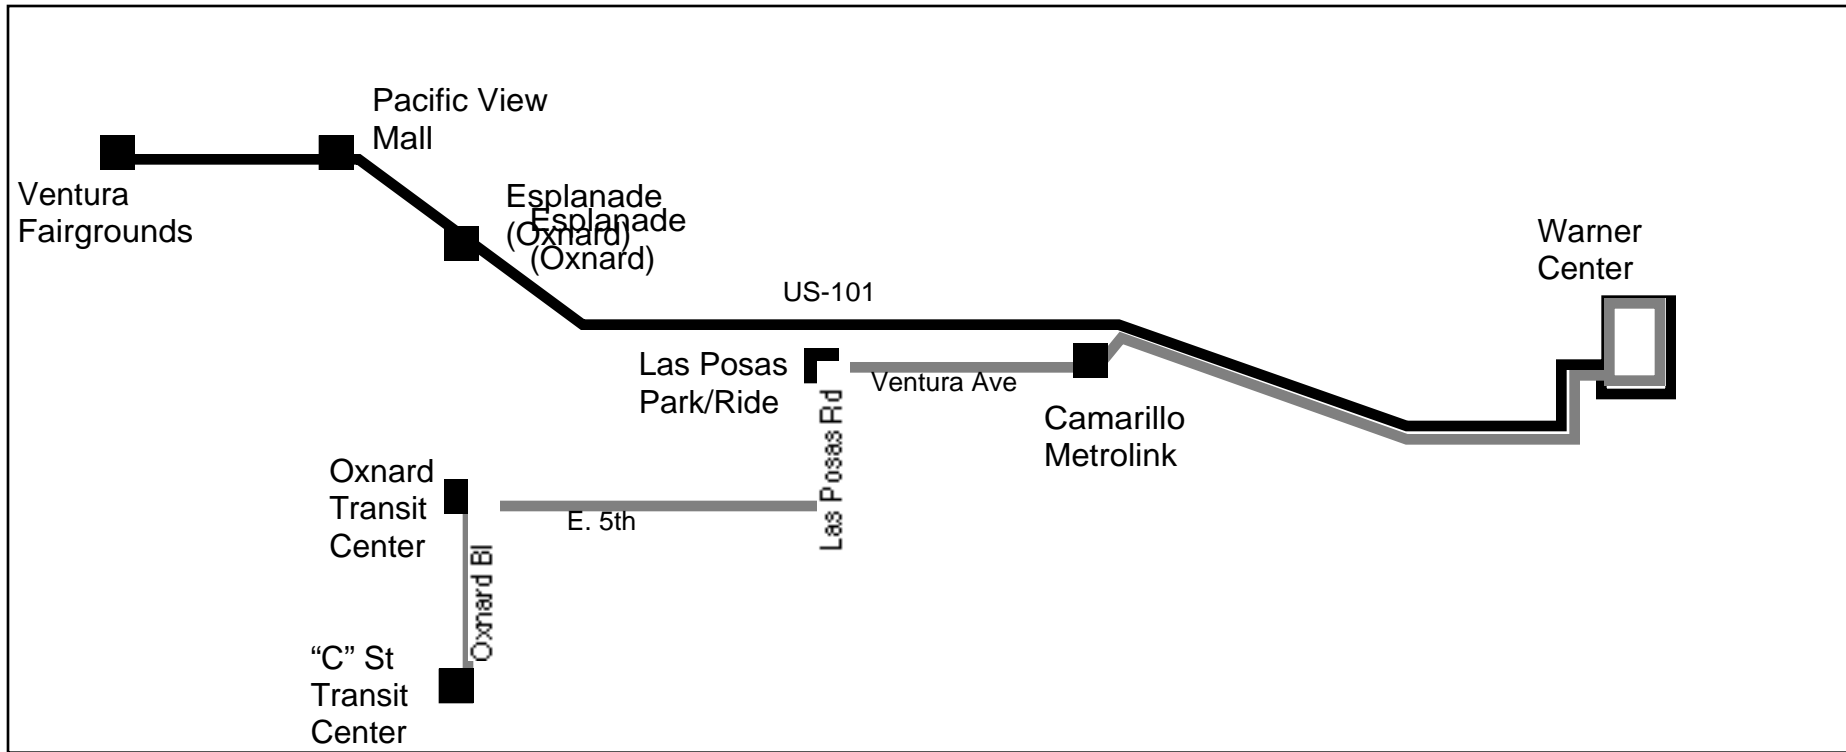 Pacific View
Mall
Ventura
Fairgrounds
Esplanade
(Oxnard)
Esplanade
(Oxnard)
Warner
Center
US-101
Las Posas
Park/Ride
Ventura Ave
Las Posas Rd
Camarillo
Metrolink
Oxnard
Transit
Center
E. 5th
Oxnard Bl
“C” St
Transit
Center